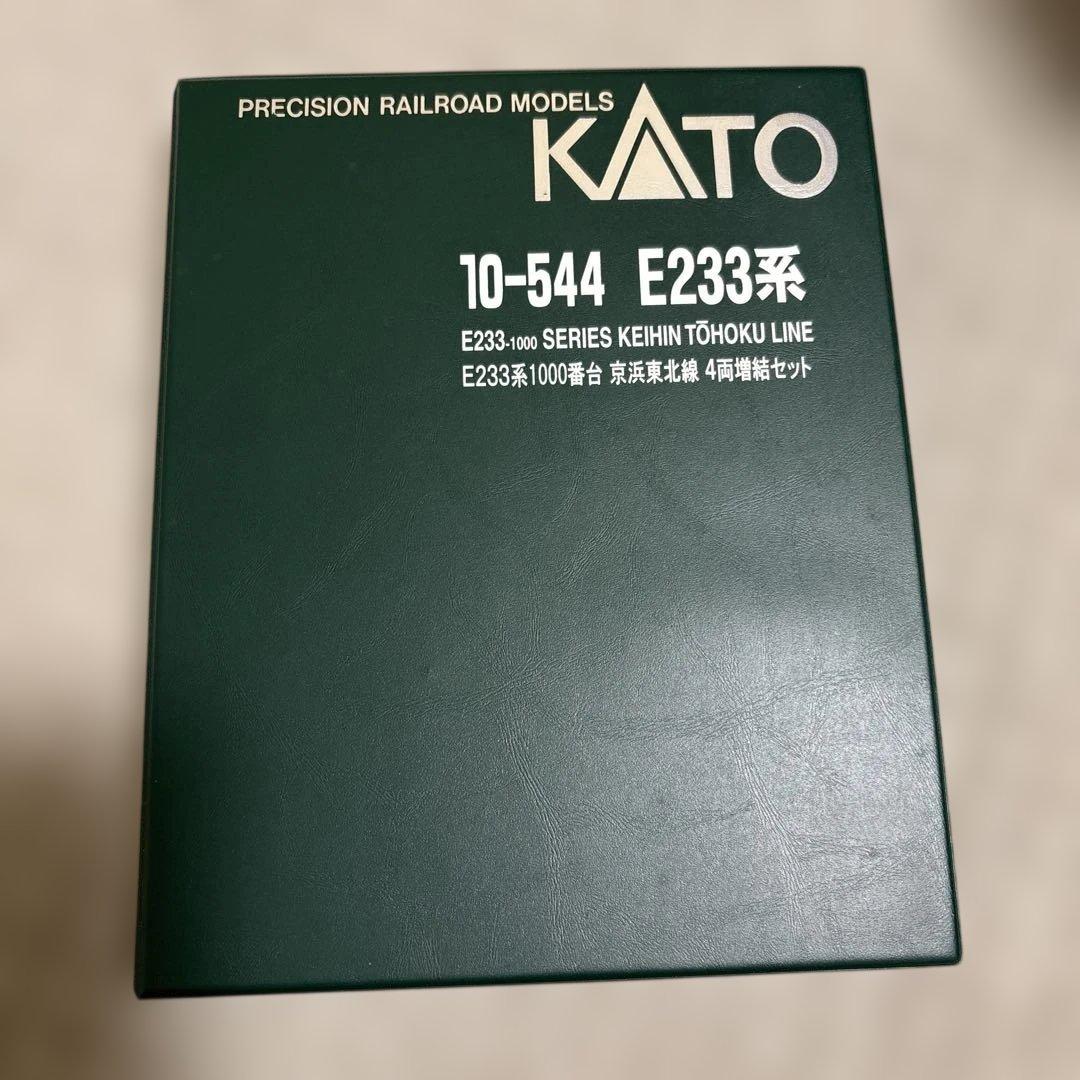 PRECISION RAILROAD MODELS
KATO
10-544 E233系
E233-1000 SERIES KEIHIN TŌHOKU LINE
E233系1000番台 京浜東北線 4両増結セット